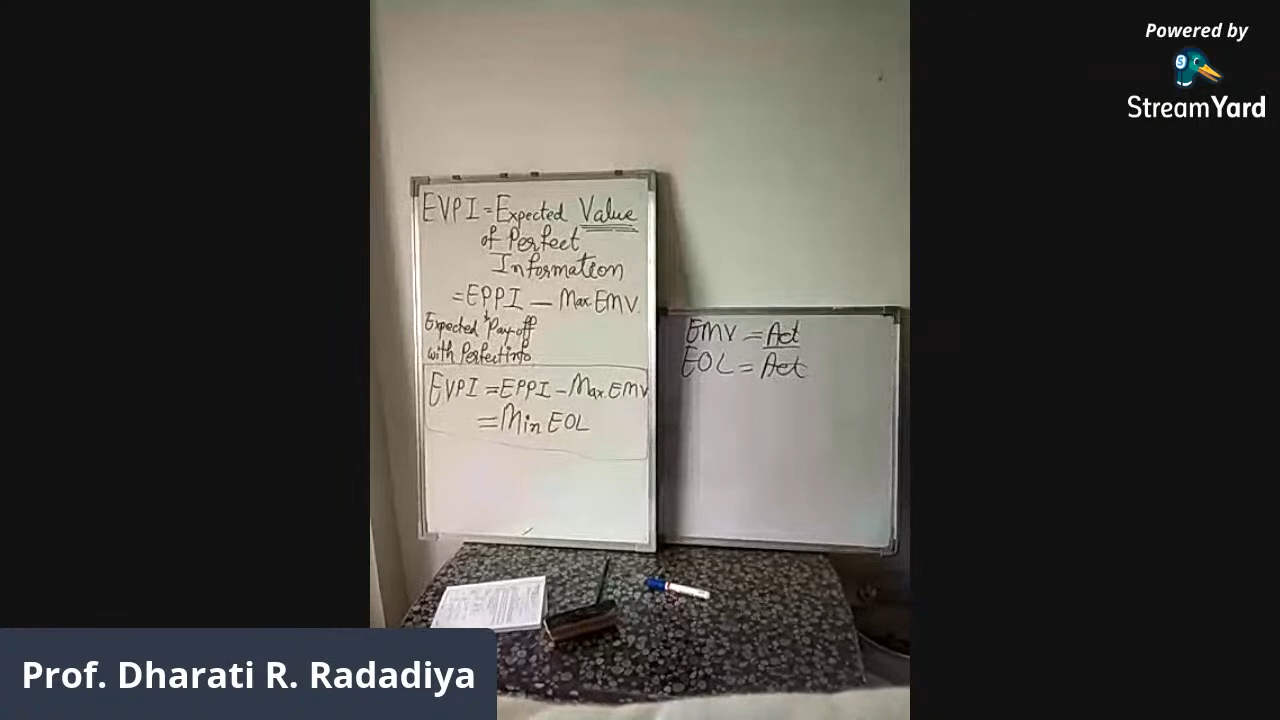 Powered by
StreamYard
EVPI = Expected Value
of Perfect
Information
= EPPI - Max EMV.
Expected Pay-off
with Perfect info
EVPI = EPPI - Max. EMV
= Min EOL
EMV = Act
EOL = Act
Prof. Dharati R. Radadiya